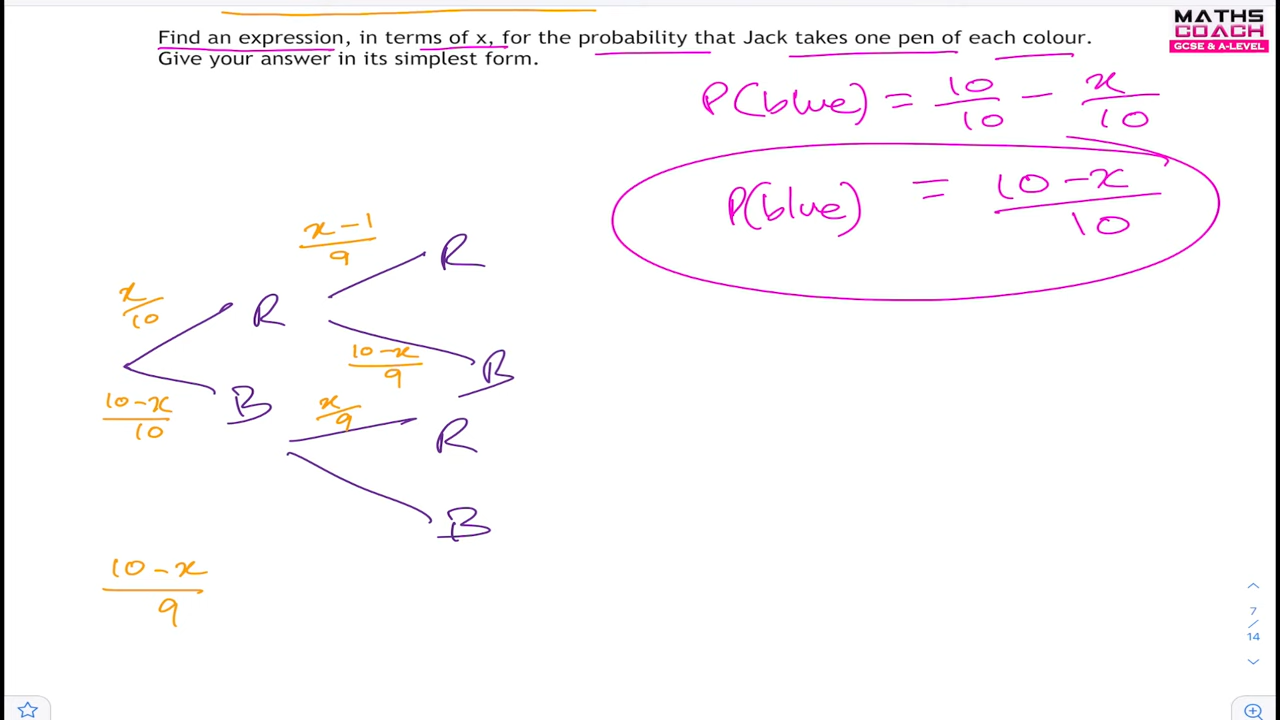 MATHS
COACH
GCSE & A-LEVEL
Find an expression, in terms of x, for the probability that Jack takes one pen of each colour.
Give your answer in its simplest form.
P(blue) = 10/10 - x/10
P(blue) = 10-x/10
x-1/9
R
x/10
R
10-x/9
B
10-x/10
B
x/9
R
B
10-x/9
7
/
14